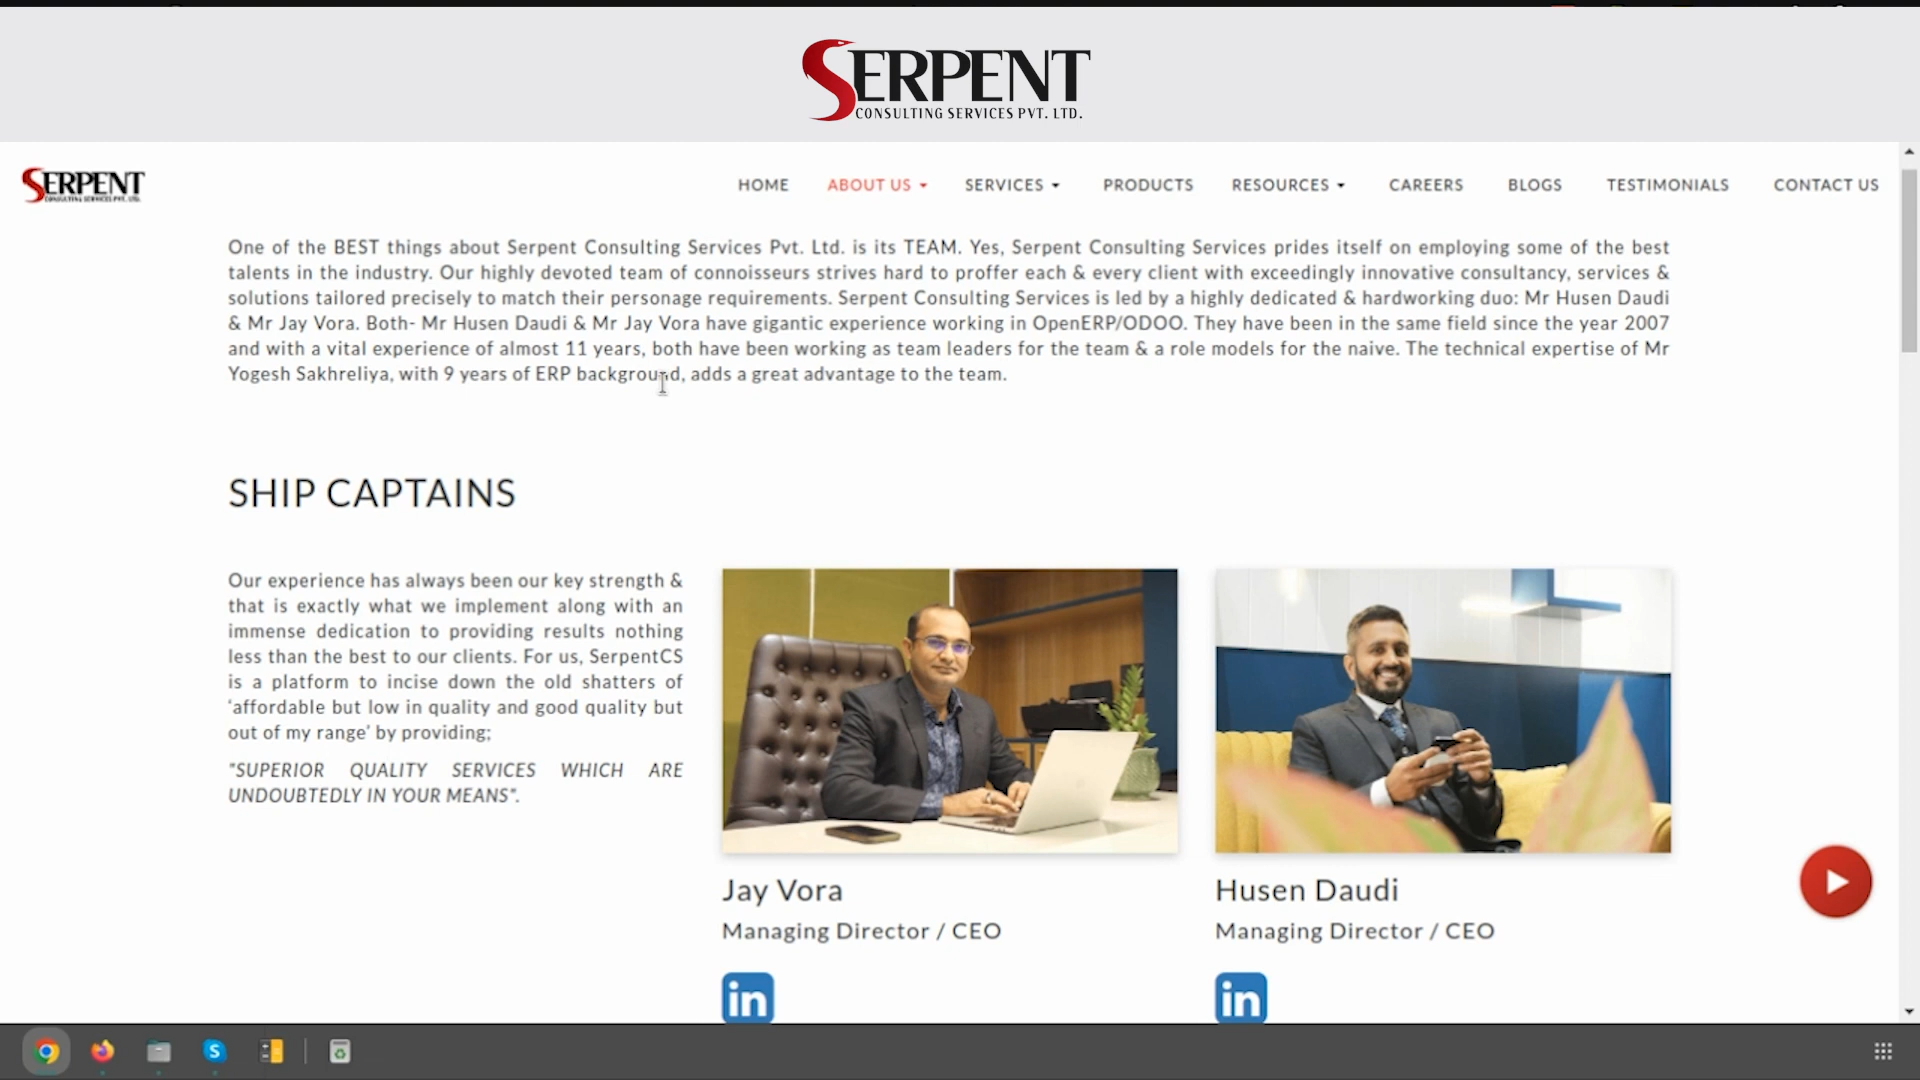 SERPENT
CONSULTING SERVICES PVT. LTD.
SERPENT
CONSULTING SERVICES PVT. LTD.
HOME ABOUT US SERVICES PRODUCTS RESOURCES CAREERS BLOGS TESTIMONIALS CONTACT US
One of the BEST things about Serpent Consulting Services Pvt. Ltd. is its TEAM. Yes, Serpent Consulting Services prides itself on employing some of the best
talents in the industry. Our highly devoted team of connoisseurs strives hard to proffer each & every client with exceedingly innovative consultancy, services &
solutions tailored precisely to match their personage requirements. Serpent Consulting Services is led by a highly dedicated & hardworking duo: Mr Husen Daudi
& Mr Jay Vora. Both- Mr Husen Daudi & Mr Jay Vora have gigantic experience working in OpenERP/ODOO. They have been in the same field since the year 2007
and with a vital experience of almost 11 years, both have been working as team leaders for the team & a role models for the naive. The technical expertise of Mr
Yogesh Sakhreliya, with 9 years of ERP background, adds a great advantage to the team.
SHIP CAPTAINS
Our experience has always been our key strength &
that is exactly what we implement along with an
immense dedication to providing results nothing
less than the best to our clients. For us, SerpentCS
is a platform to incise down the old shatters of
‘affordable but low in quality and good quality but
out of my range’ by providing;
"SUPERIOR QUALITY SERVICES WHICH ARE
UNDOUBTEDLY IN YOUR MEANS".
Jay Vora
Managing Director / CEO
in
Husen Daudi
Managing Director / CEO
in
S